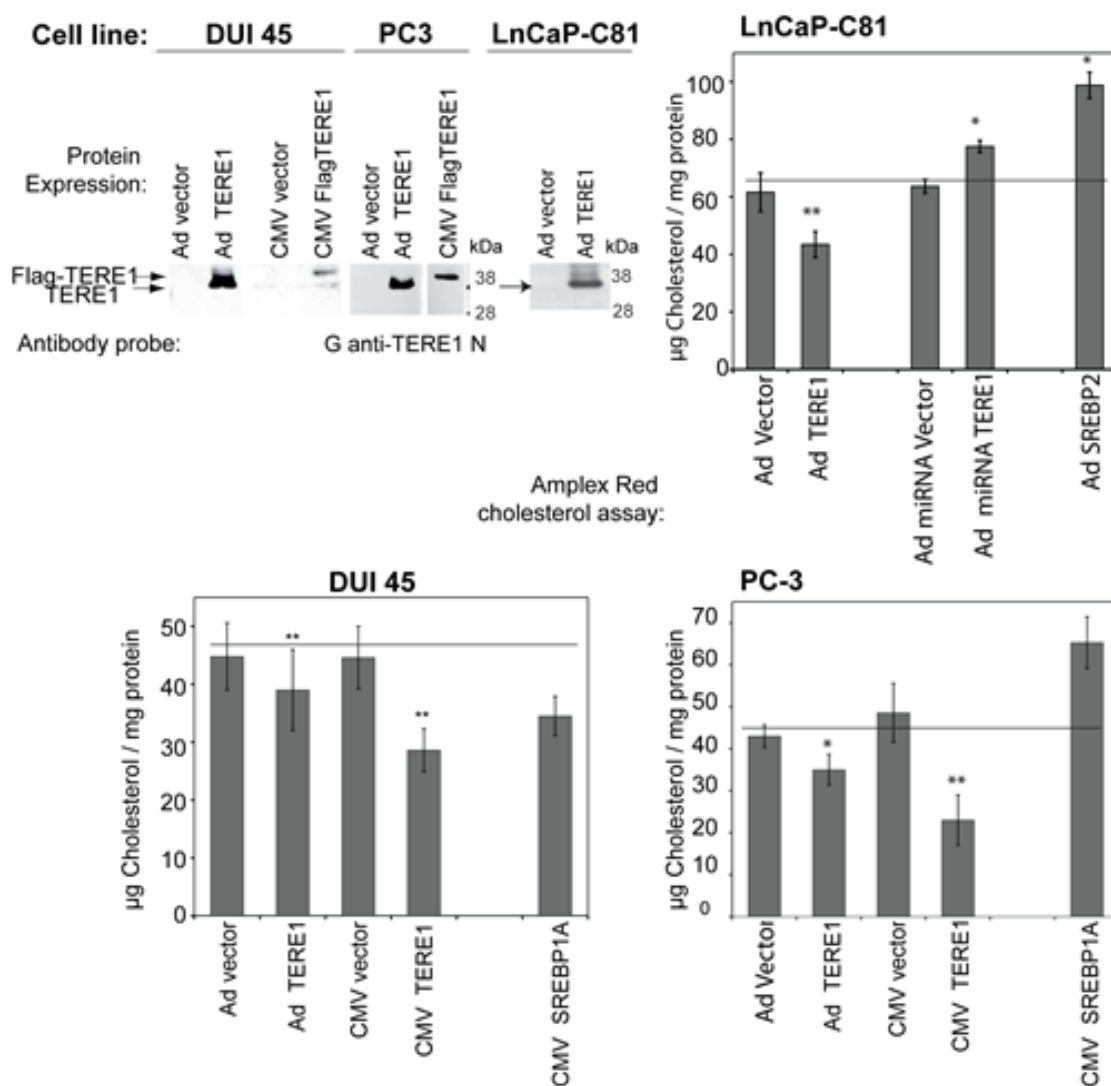 Cell line: DUI 45 PC3 LnCaP-C81
Protein
Expression:
Ad vector
Ad TERE1
CMV vector
CMV FlagTERE1
Ad vector
Ad TERE1
CMV FlagTERE1
kDa
38
28
Ad vector
Ad TERE1
kDa
38
28
Flag-TERE1
TERE1
Antibody probe: G anti-TERE1 N
LnCaP-C81
µg Cholesterol / mg protein
100
80
60
40
20
0
**
*
*
Ad Vector
Ad TERE1
Ad miRNA Vector
Ad miRNA TERE1
Ad SREBP2
Amplex Red
cholesterol assay:
DUI 45
µg Cholesterol / mg protein
50
40
30
20
10
0
**
**
Ad vector
Ad TERE1
CMV vector
CMV TERE1
CMV SREBP1A
PC-3
µg Cholesterol / mg protein
70
60
50
40
30
20
10
0
*
**
Ad Vector
Ad TERE1
CMV vector
CMV TERE1
CMV SREBP1A